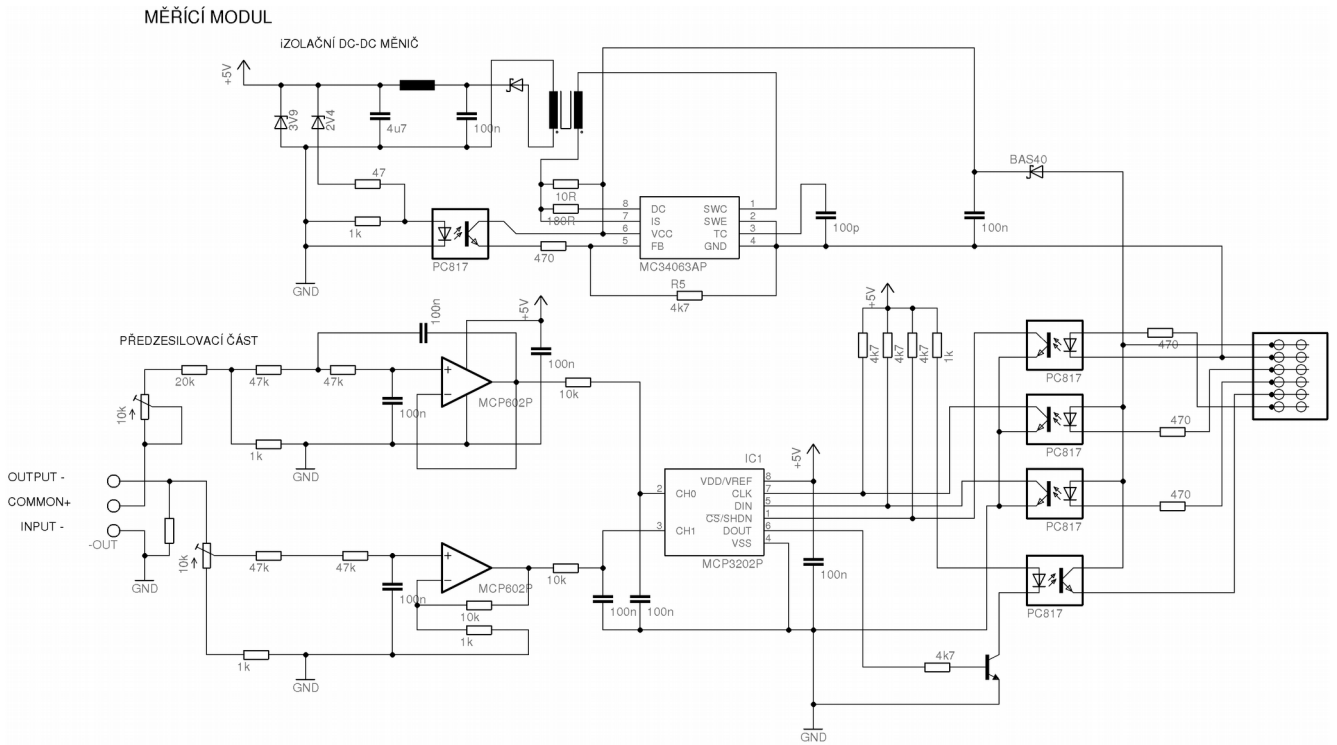 MĚŘÍCÍ MODUL
iZOLAČNÍ DC-DC MĚNIČ
+5V
3V9
2V4
4u7
100n
47
1k
GND
PC817
470
10R
180R
8 DC SWC 1
7 IS SWE 2
6 VCC TC 3
5 FB GND 4
MC34063AP
R5
4k7
100p
BAS40
100n
PŘEDZESILOVACÍ ČÁST
20k
47k
47k
100n
100n
+5V
100n
MCP602P
10k
10k
1k
GND
OUTPUT -
COMMON+
INPUT -
-OUT
GND
10k
47k
47k
100n
MCP602P
10k
10k
1k
1k
GND
100n
100n
IC1
2 CH0
3 CH1
VDD/VREF 8
CLK 7
DIN 5
CS/SHDN 1
DOUT 6
VSS 4
MCP3202P
+5V
100n
+5V
4k7
4k7
4k7
1k
PC817
470
PC817
470
PC817
470
PC817
4k7
GND